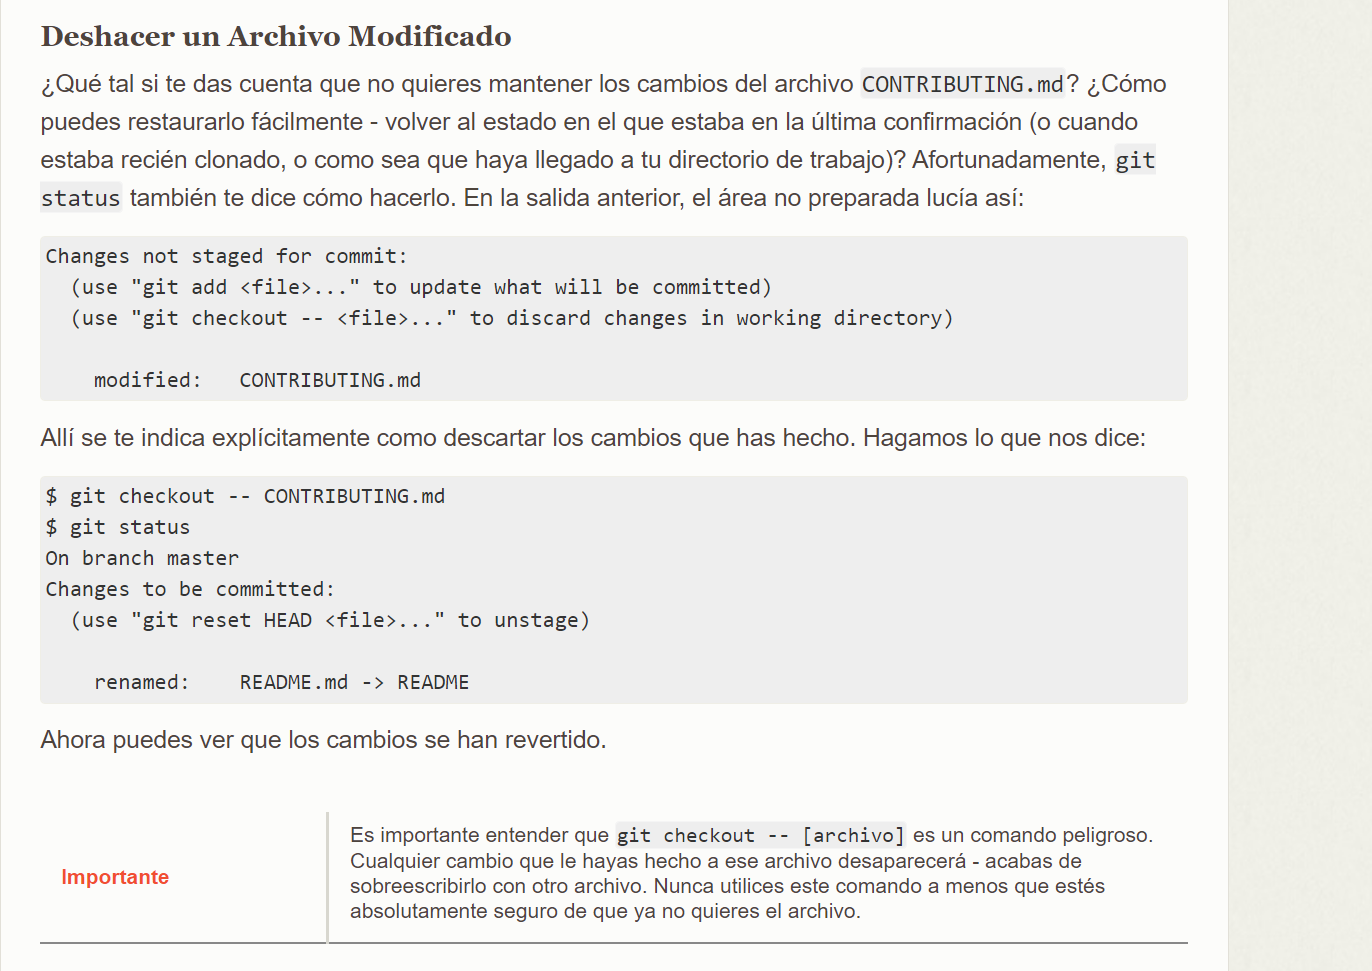 Deshacer un Archivo Modificado
¿Qué tal si te das cuenta que no quieres mantener los cambios del archivo CONTRIBUTING.md? ¿Cómo
puedes restaurarlo fácilmente - volver al estado en el que estaba en la última confirmación (o cuando
estaba recién clonado, o como sea que haya llegado a tu directorio de trabajo)? Afortunadamente, git
status también te dice cómo hacerlo. En la salida anterior, el área no preparada lucía así:
Changes not staged for commit:
  (use "git add <file>..." to update what will be committed)
  (use "git checkout -- <file>..." to discard changes in working directory)
    modified:   CONTRIBUTING.md
Allí se te indica explícitamente como descartar los cambios que has hecho. Hagamos lo que nos dice:
$ git checkout -- CONTRIBUTING.md
$ git status
On branch master
Changes to be committed:
  (use "git reset HEAD <file>..." to unstage)
    renamed:    README.md -> README
Ahora puedes ver que los cambios se han revertido.
Importante
Es importante entender que git checkout -- [archivo] es un comando peligroso.
Cualquier cambio que le hayas hecho a ese archivo desaparecerá - acabas de
sobreescribirlo con otro archivo. Nunca utilices este comando a menos que estés
absolutamente seguro de que ya no quieres el archivo.